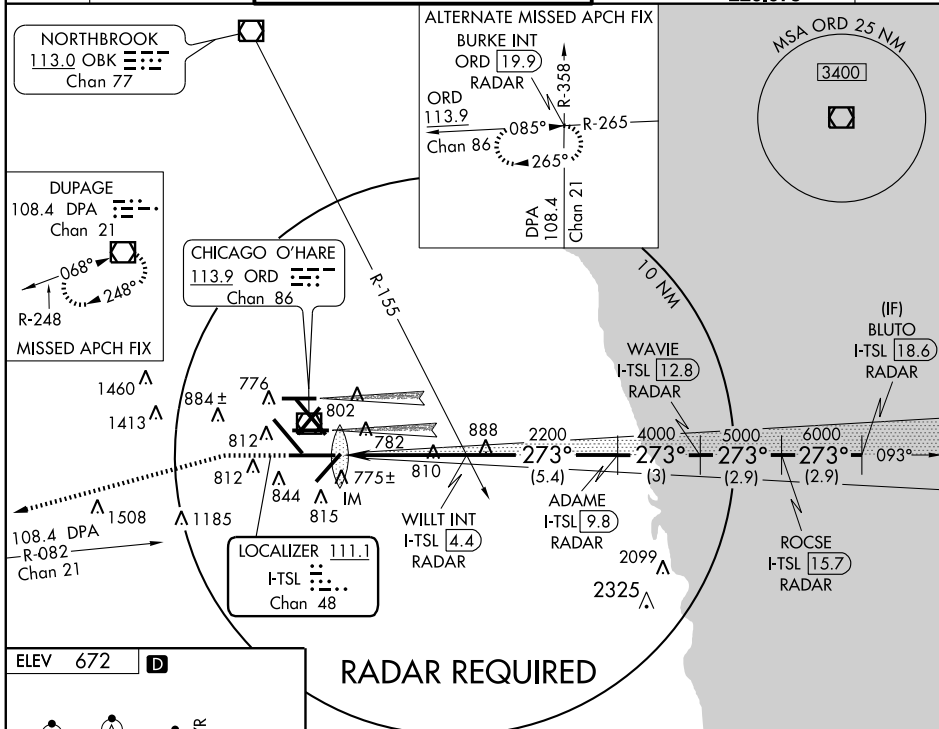 NORTHBROOK
113.0 OBK
Chan 77
ALTERNATE MISSED APCH FIX
BURKE INT
ORD 19.9
RADAR
R-358
ORD
113.9
Chan 86
085°
R-265
265°
DPA
108.4
Chan 21
MSA ORD 25 NM
3400
DUPAGE
108.4 DPA
Chan 21
068°
248°
R-248
MISSED APCH FIX
CHICAGO O'HARE
113.9 ORD
Chan 86
R-155
10 NM
(IF)
BLUTO
I-TSL 18.6
RADAR
WAVIE
I-TSL 12.8
RADAR
1460
1413
884 ±
776
802
812
782
888
812
844
815
775±
IM
810
2200
4000
5000
6000
273°
273°
273°
273°
093°
(5.4)
(3)
(2.9)
(2.9)
WILLT INT
I-TSL 4.4
RADAR
ADAME
I-TSL 9.8
RADAR
ROCSE
I-TSL 15.7
RADAR
1508
1185
108.4 DPA
R-082
Chan 21
LOCALIZER 111.1
I-TSL
Chan 48
2099
2325
RADAR REQUIRED
ELEV 672 D
A